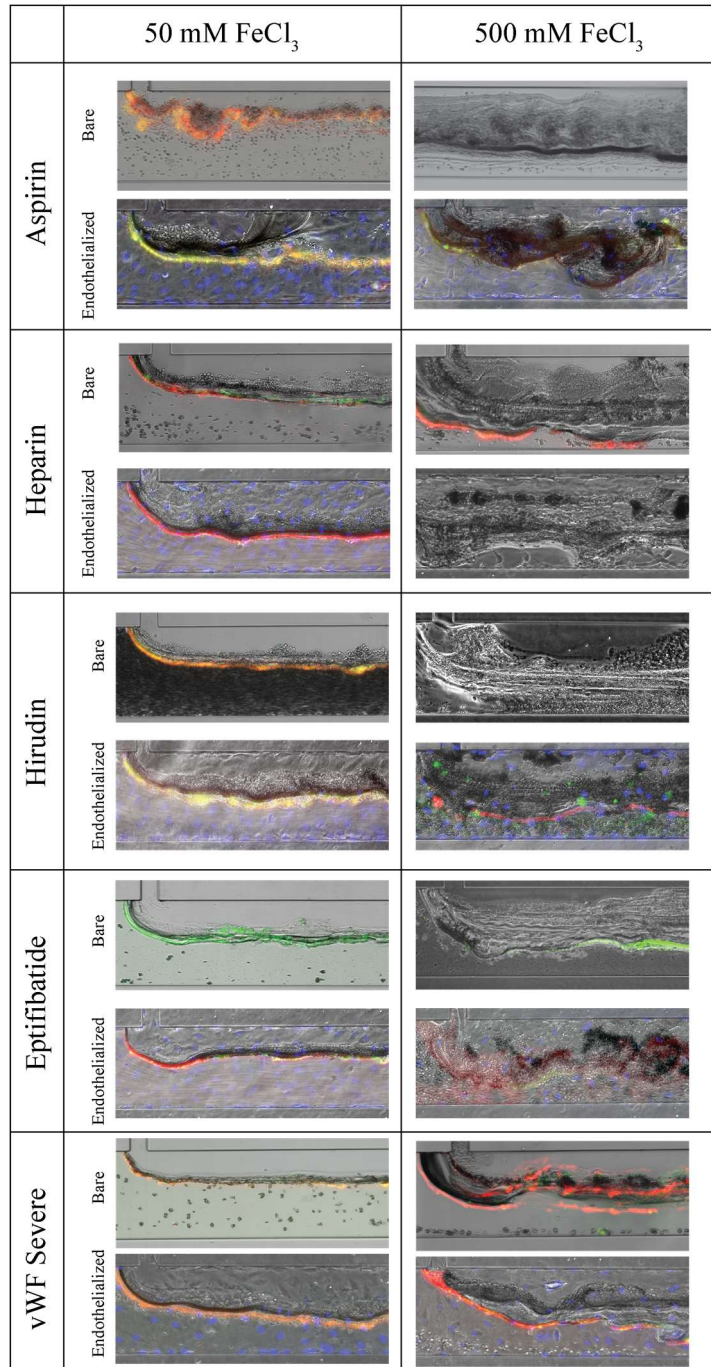 50 mM FeCl₃
500 mM FeCl₃
Aspirin
Bare
Endothelialized
Heparin
Bare
Endothelialized
Hirudin
Bare
Endothelialized
Eptifibatide
Bare
Endothelialized
vWF Severe
Bare
Endothelialized